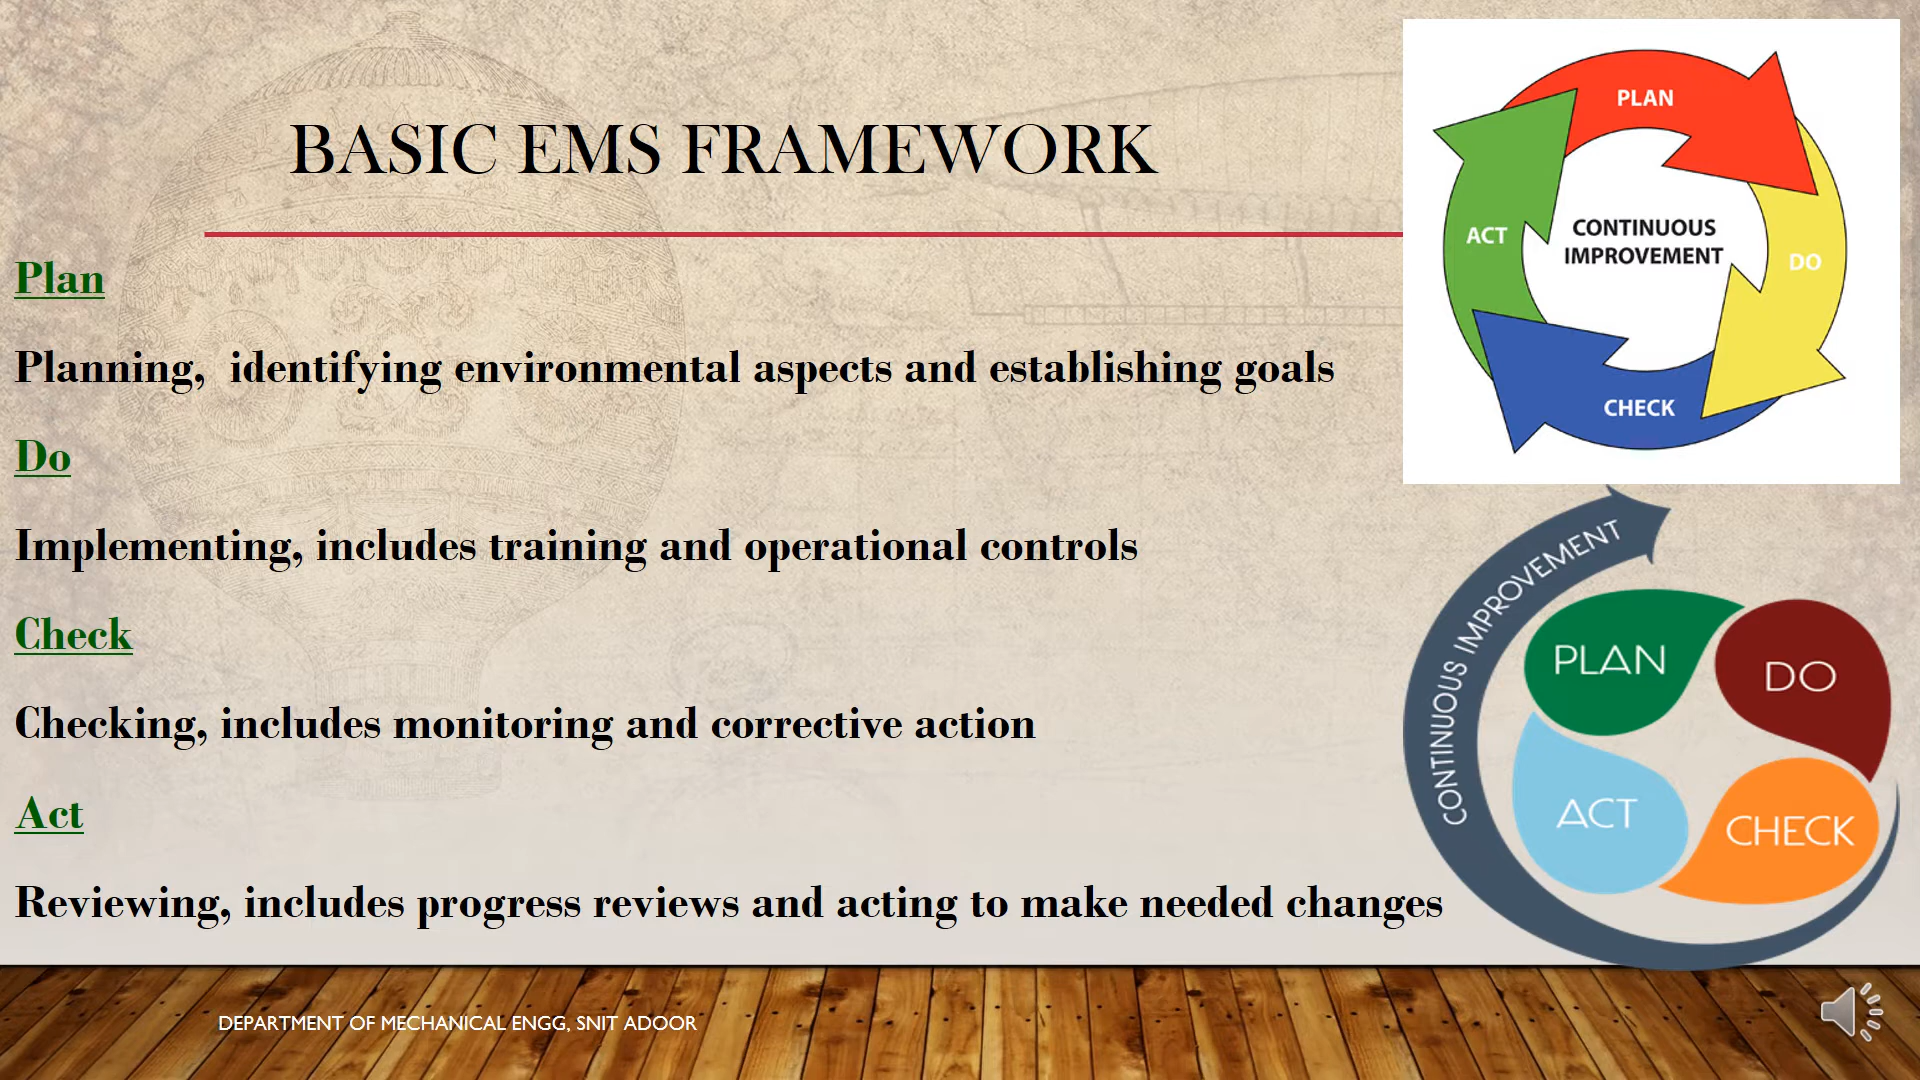 BASIC EMS FRAMEWORK
Plan
Planning, identifying environmental aspects and establishing goals
Do
Implementing, includes training and operational controls
Check
Checking, includes monitoring and corrective action
Act
Reviewing, includes progress reviews and acting to make needed changes
PLAN
ACT
CONTINUOUS
IMPROVEMENT
DO
CHECK
CONTINUOUS IMPROVEMENT
PLAN
DO
ACT
CHECK
DEPARTMENT OF MECHANICAL ENGG, SNIT ADOOR